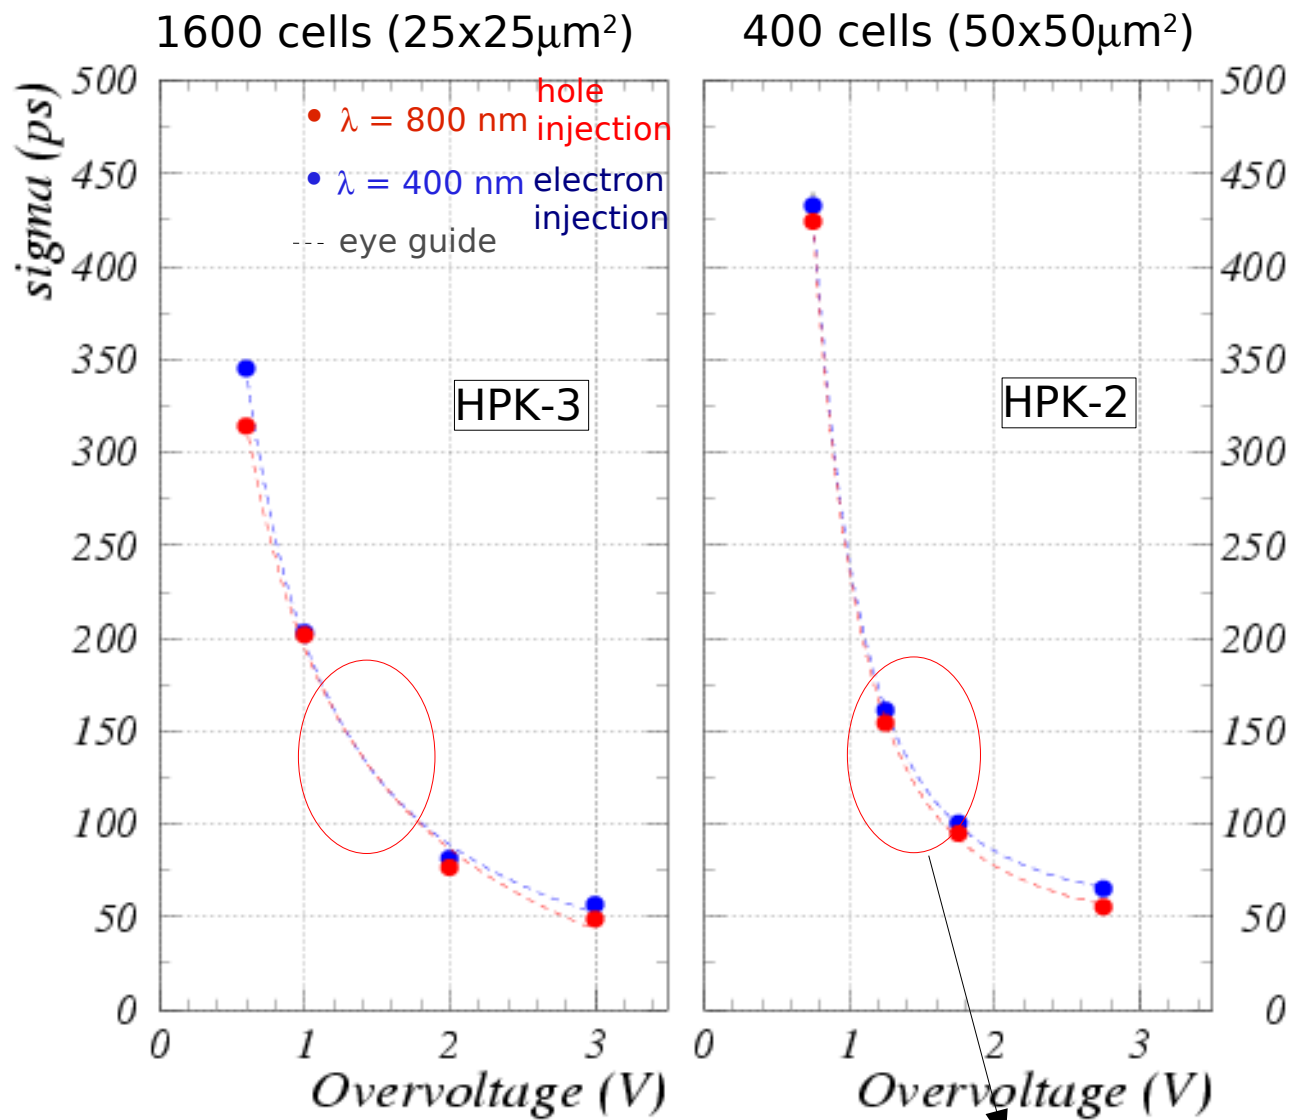 1600 cells (25x25μm²)
400 cells (50x50μm²)
sigma (ps)
500
450
400
350
300
250
200
150
100
50
0
λ = 800 nm hole
injection
λ = 400 nm electron
injection
--- eye guide
HPK-3
0 1 2 3
Overvoltage (V)
HPK-2
500
450
400
350
300
250
200
150
100
50
0
0 1 2 3
Overvoltage (V)